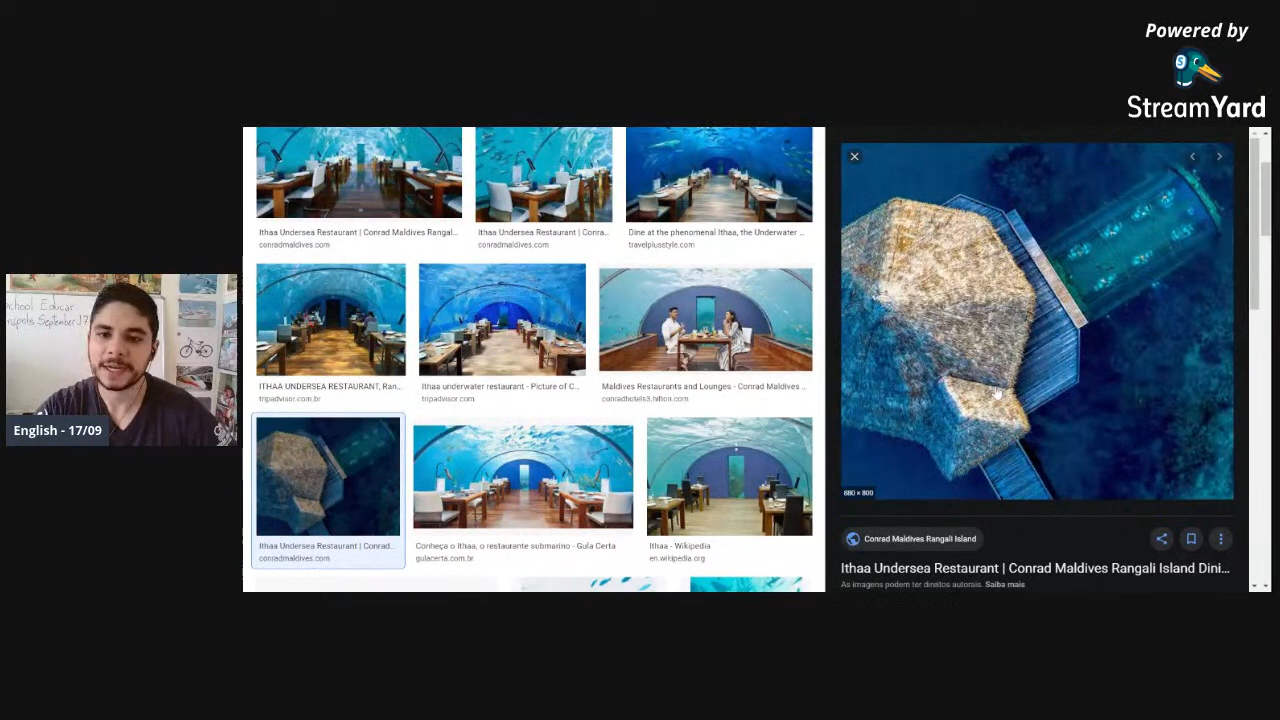 Powered by
StreamYard
Ithaa Undersea Restaurant | Conrad Maldives Rangal...
conradmaldives.com
Ithaa Undersea Restaurant | Conra...
conradmaldives.com
Dine at the phenomenal Ithaa, the Underwater ...
travelplusstyle.com
ITHAA UNDERSEA RESTAURANT, Ran...
tripadvisor.com.br
Ithaa underwater restaurant - Picture of C...
tripadvisor.com
Maldives Restaurants and Lounges - Conrad Maldives ...
conradhotels3.hilton.com
Ithaa Undersea Restaurant | Conrad...
conradmaldives.com
Conheça o Ithaa, o restaurante submarino - Guia Certa
guiacerta.com.br
Ithaa - Wikipedia
en.wikipedia.org
880 × 800
Conrad Maldives Rangali Island
Ithaa Undersea Restaurant | Conrad Maldives Rangali Island Dini...
As imagens podem ter direitos autorais. Saiba mais
chool Educar
September 17
English - 17/09